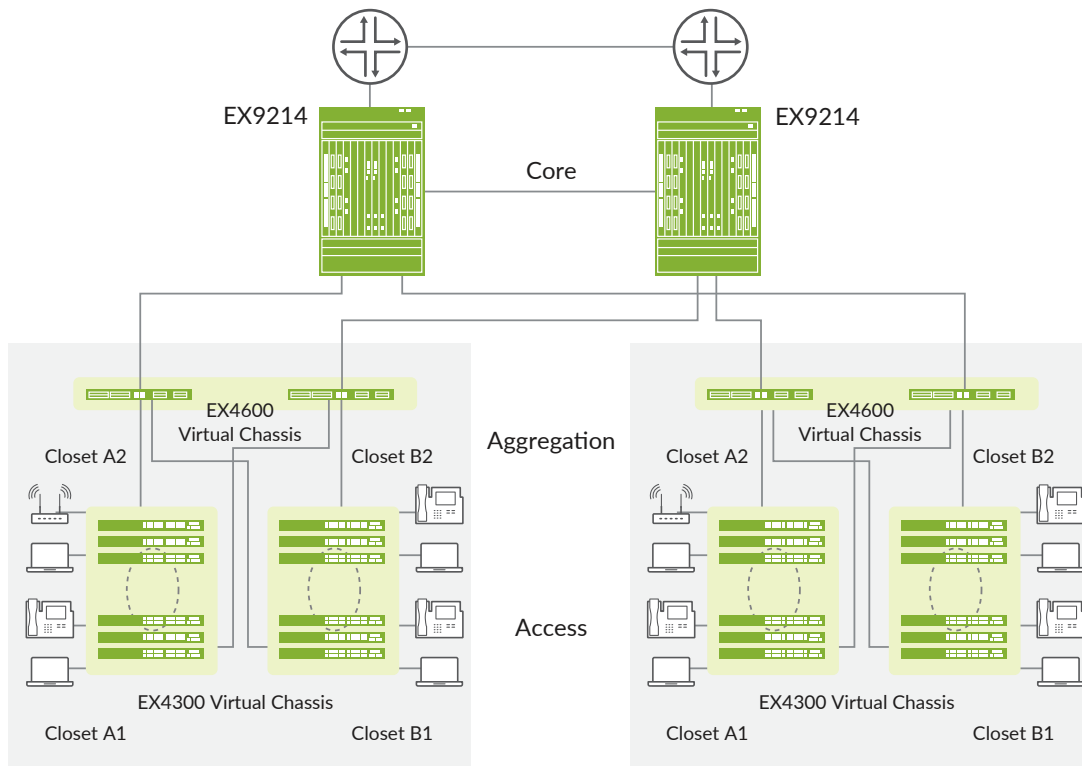 EX9214
EX9214
Core
EX4600
Virtual Chassis
Closet A2
Closet B2
Aggregation
EX4600
Virtual Chassis
Closet A2
Closet B2
Access
EX4300 Virtual Chassis
Closet A1
Closet B1
EX4300 Virtual Chassis
Closet A1
Closet B1